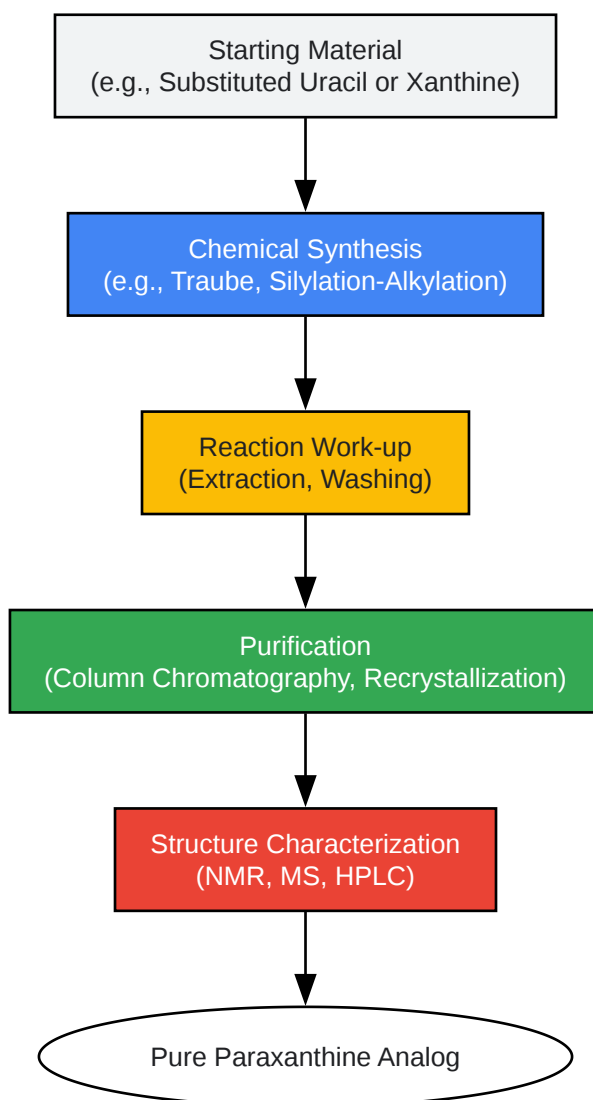 Starting Material
(e.g., Substituted Uracil or Xanthine)
Chemical Synthesis
(e.g., Traube, Silylation-Alkylation)
Reaction Work-up
(Extraction, Washing)
Purification
(Column Chromatography, Recrystallization)
Structure Characterization
(NMR, MS, HPLC)
Pure Paraxanthine Analog